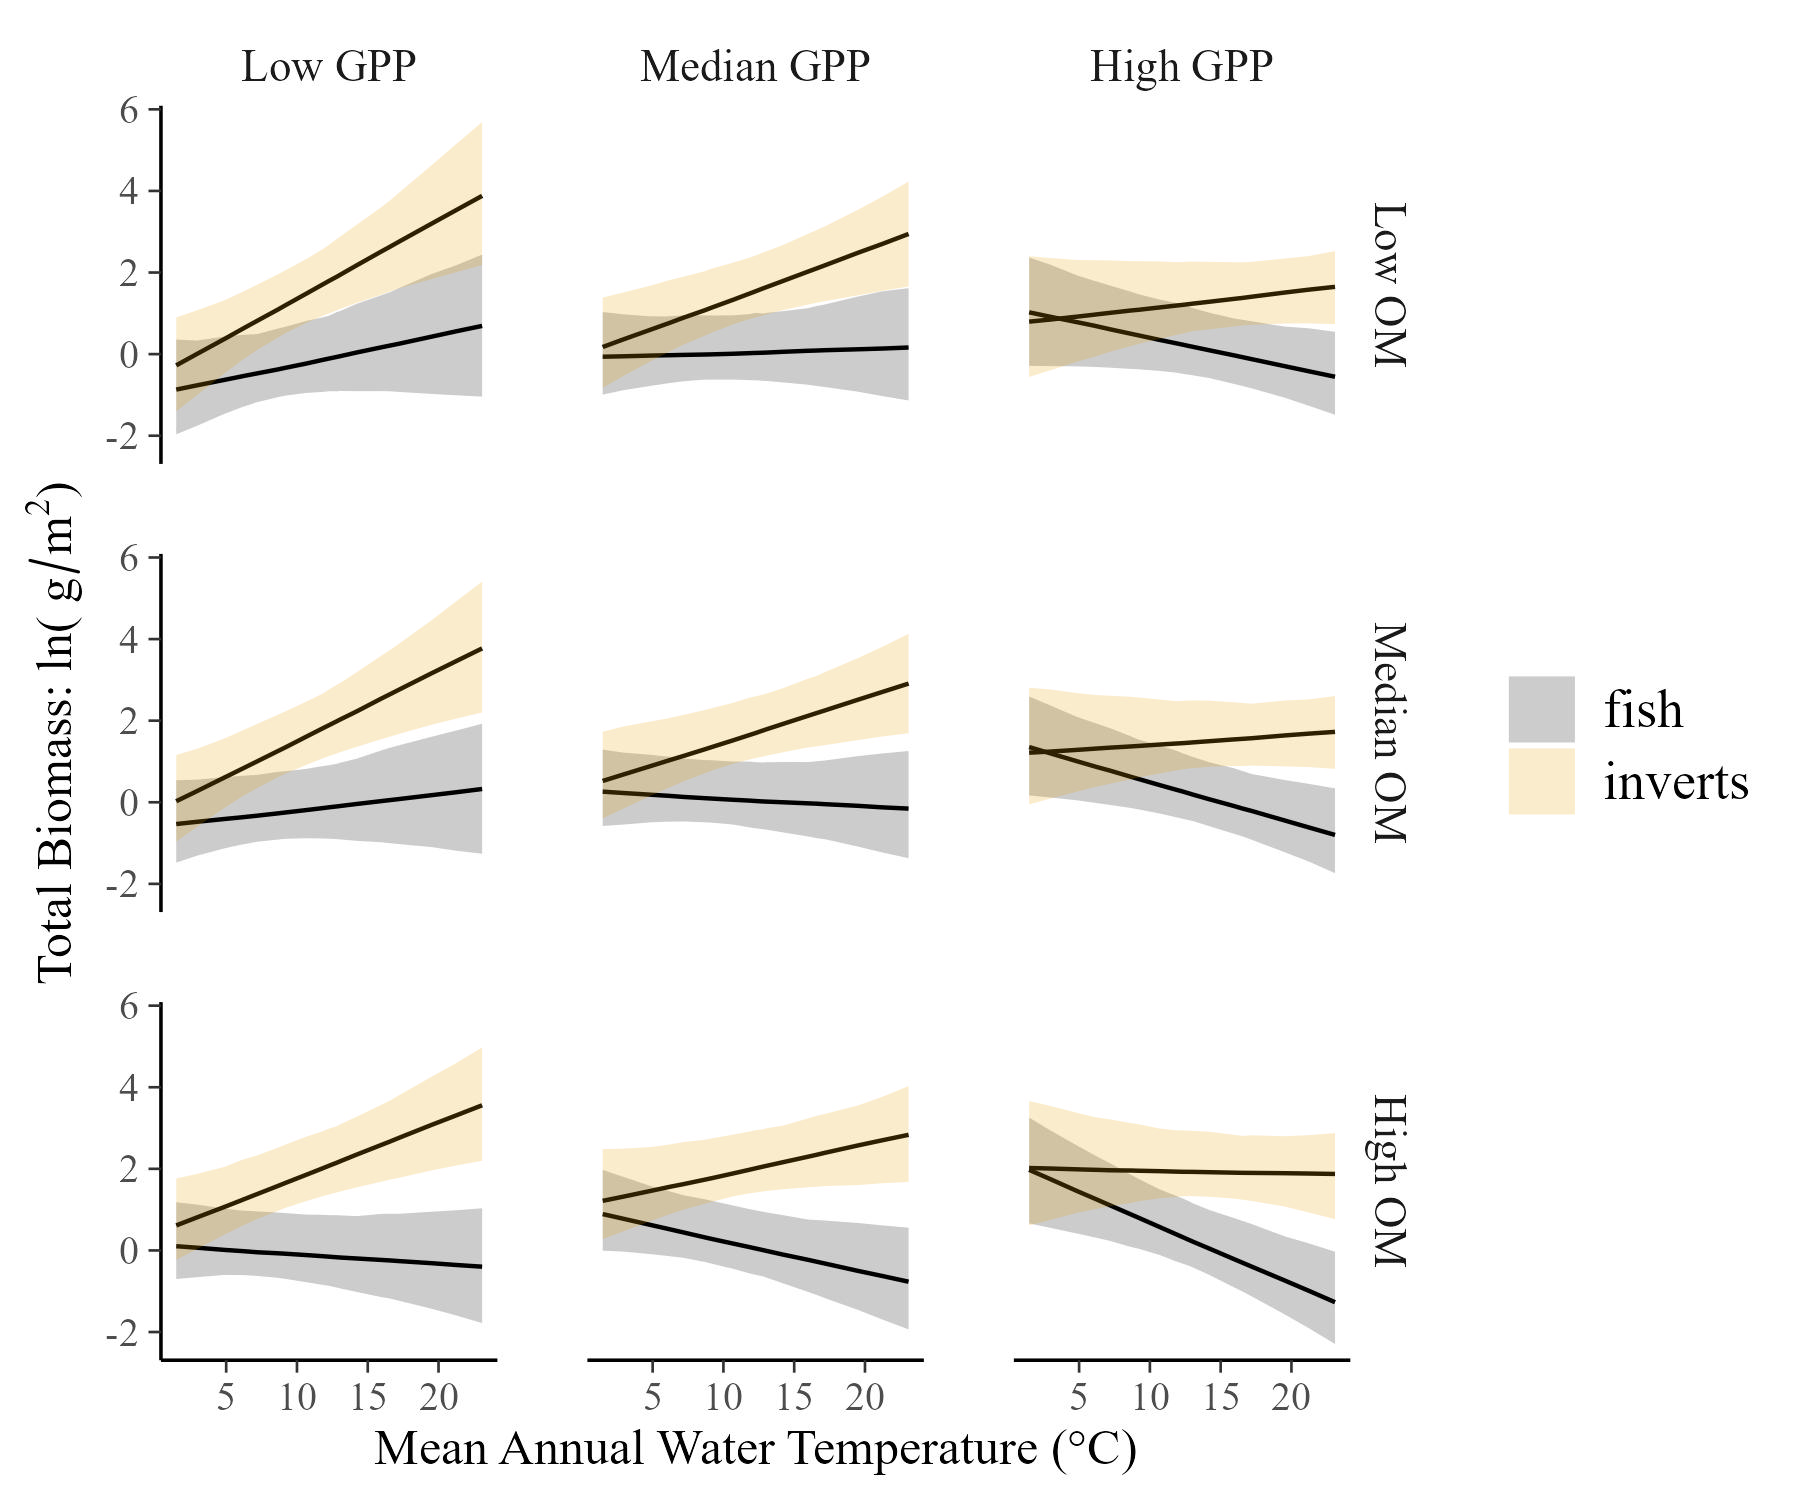 Low GPP Median GPP High GPP
6
4
2
0
-2
Low OM
6
4
2
0
-2
Median OM
Total Biomass: ln( g/m²)
fish
inverts
6
4
2
0
-2
High OM
5 10 15 20 5 10 15 20 5 10 15 20
Mean Annual Water Temperature (°C)